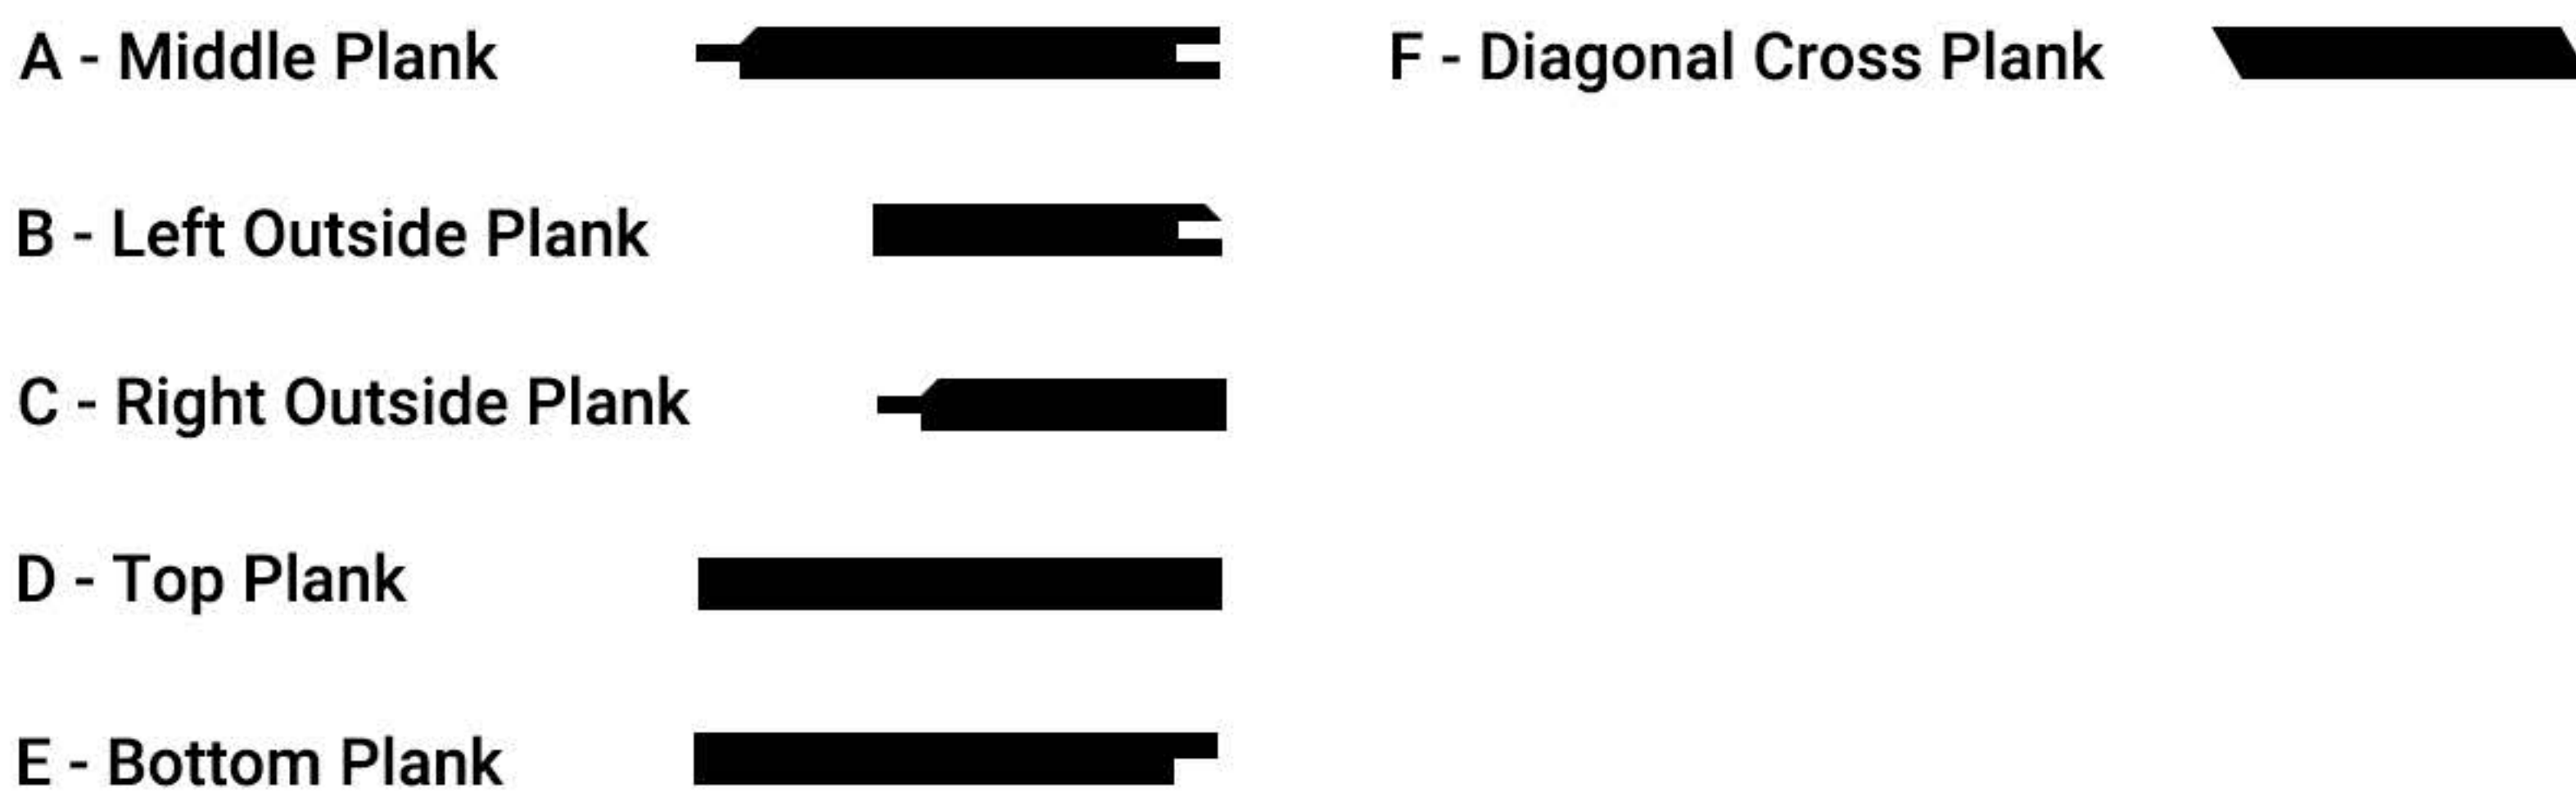 A - Middle Plank
B - Left Outside Plank
C - Right Outside Plank
D - Top Plank
E - Bottom Plank
F - Diagonal Cross Plank